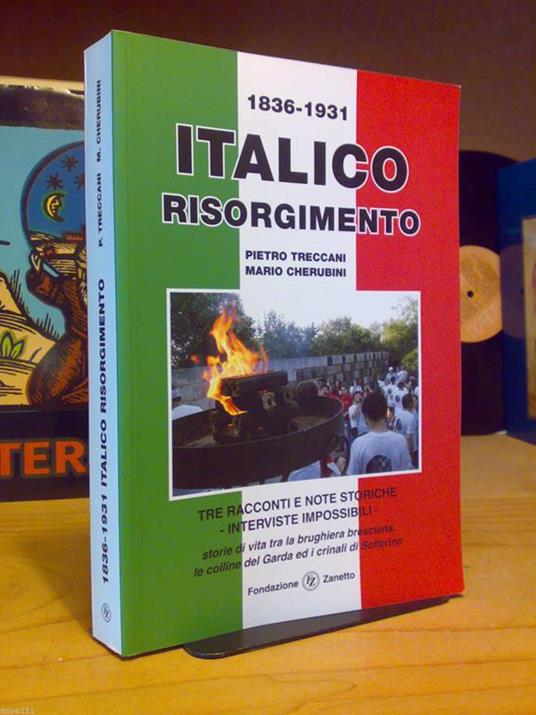 1836-1931
ITALICO
RISORGIMENTO
PIETRO TRECCANI
MARIO CHERUBINI
TRE RACCONTI E NOTE STORICHE
- INTERVISTE IMPOSSIBILI -
storie di vita tra la brughiera bresciana,
le colline del Garda ed i crinali di Solferino
Fondazione FZ Zanetto
1836-1931 ITALICO RISORGIMENTO P. TRECCANI M. CHERUBINI
TER